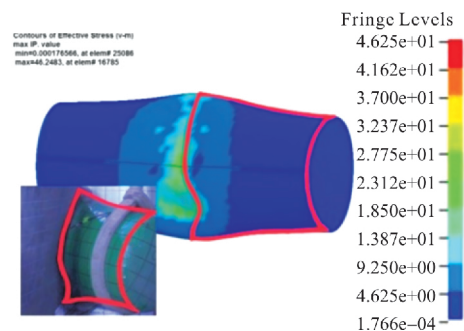 Contours of Effective Stress (v-m)
max IP. value
min=0.000176566, at elem# 25086
max=46.2483, at elem# 16785
Fringe Levels
4.625e+01
4.162e+01
3.700e+01
3.237e+01
2.775e+01
2.312e+01
1.850e+01
1.387e+01
9.250e+00
4.625e+00
1.766e−04